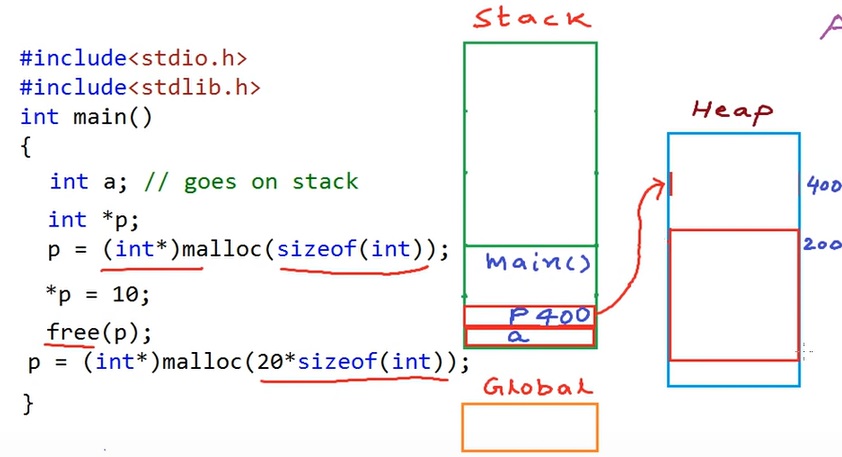 Stack
#include<stdio.h>
#include<stdlib.h>
int main()
{
int a; // goes on stack
int *p;
p = (int*)malloc(sizeof(int));
*p = 10;
free(p);
p = (int*)malloc(20*sizeof(int));
}
main()
P 400
a
Global
Heap
400
200